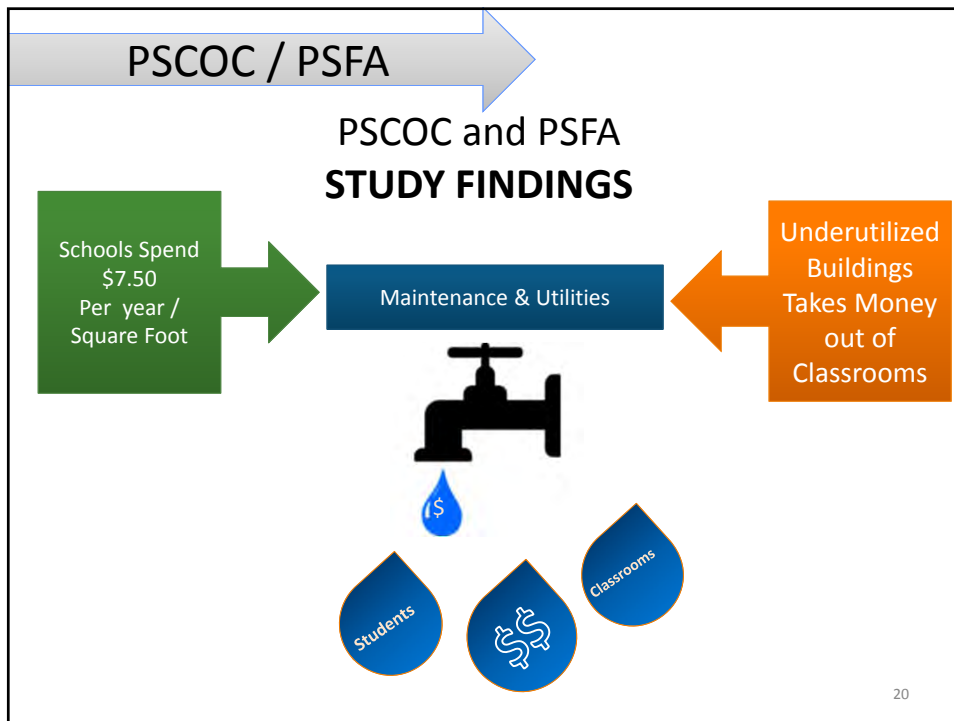 PSCOC / PSFA
PSCOC and PSFA
STUDY FINDINGS
Schools Spend
$7.50
Per year /
Square Foot
Maintenance & Utilities
Underutilized
Buildings
Takes Money
out of
Classrooms
$
Students
$$
Classrooms
20